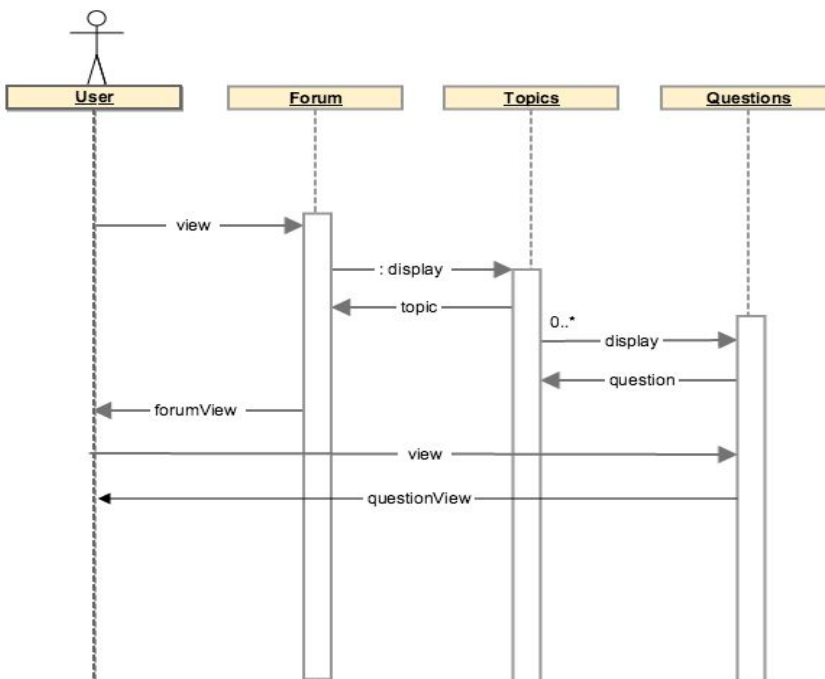 User
Forum
Topics
Questions
view
: display
topic
0..*
display
question
forumView
view
questionView